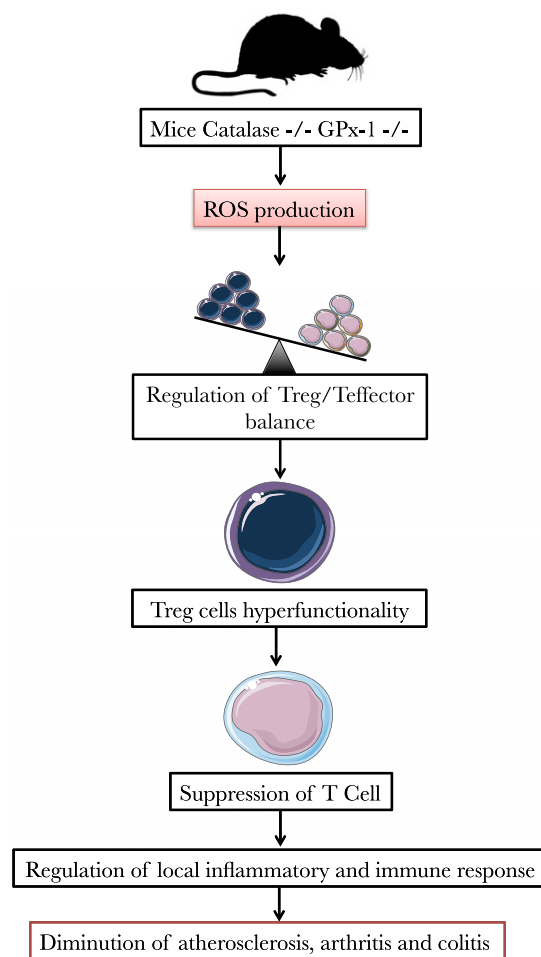 Mice Catalase -/- GPx-1 -/-
ROS production
Regulation of Treg/Teffector
balance
Treg cells hyperfunctionality
Suppression of T Cell
Regulation of local inflammatory and immune response
Diminution of atherosclerosis, arthritis and colitis